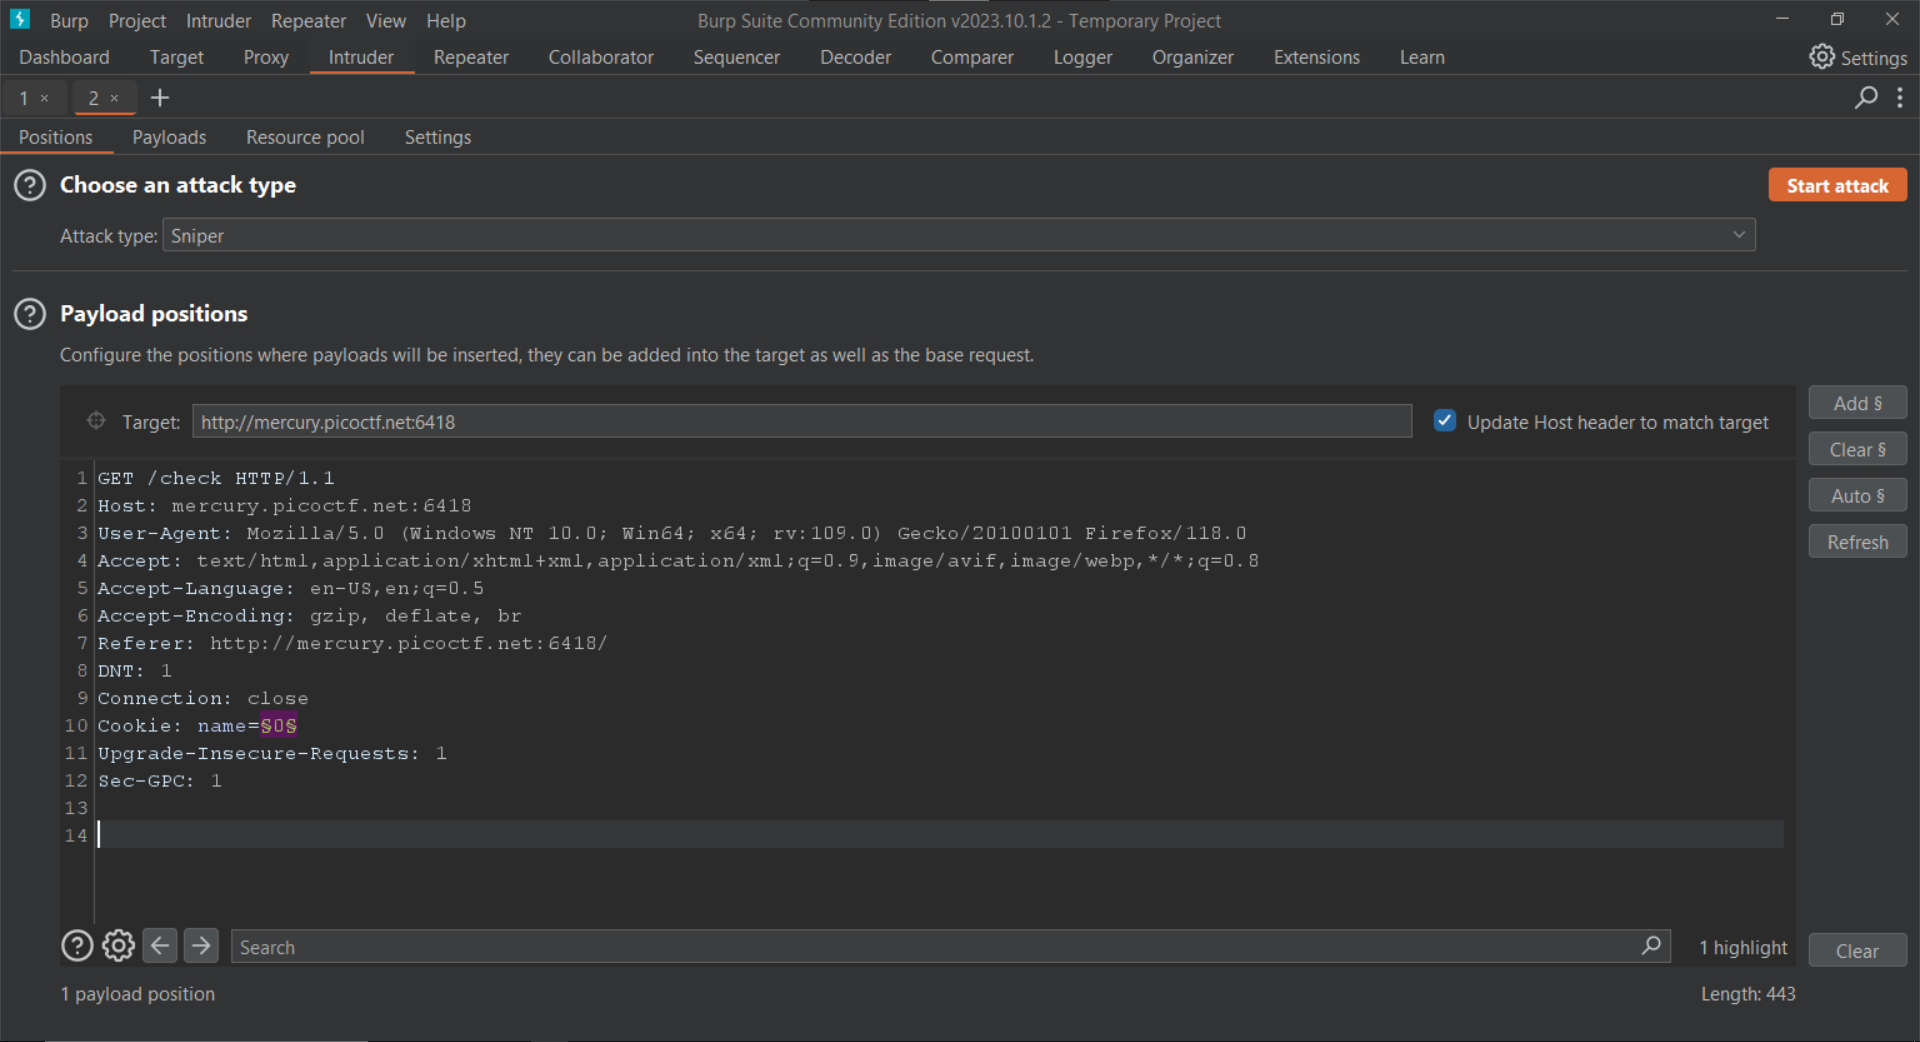 Burp Project Intruder Repeater View Help Burp Suite Community Edition v2023.10.1.2 - Temporary Project
Dashboard Target Proxy Intruder Repeater Collaborator Sequencer Decoder Comparer Logger Organizer Extensions Learn Settings
1 × 2 × +
Positions Payloads Resource pool Settings
? Choose an attack type Start attack
Attack type: Sniper
? Payload positions
Configure the positions where payloads will be inserted, they can be added into the target as well as the base request.
Target: http://mercury.picoctf.net:6418 Update Host header to match target Add §
Clear §
Auto §
Refresh
1 GET /check HTTP/1.1
2 Host: mercury.picoctf.net:6418
3 User-Agent: Mozilla/5.0 (Windows NT 10.0; Win64; x64; rv:109.0) Gecko/20100101 Firefox/118.0
4 Accept: text/html,application/xhtml+xml,application/xml;q=0.9,image/avif,image/webp,*/*;q=0.8
5 Accept-Language: en-US,en;q=0.5
6 Accept-Encoding: gzip, deflate, br
7 Referer: http://mercury.picoctf.net:6418/
8 DNT: 1
9 Connection: close
10 Cookie: name=§0§
11 Upgrade-Insecure-Requests: 1
12 Sec-GPC: 1
13
14
? Search 1 highlight Clear
1 payload position Length: 443